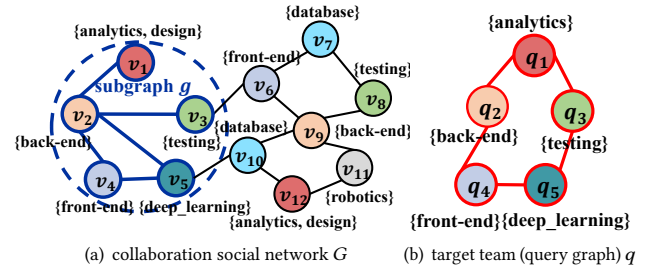 {analytics, design}
v1
subgraph g
v2
{back-end}
v3
{testing}
v4
{front-end}
v5
{deep_learning}
{database}
v7
{front-end}
v6
{testing}
v8
{database}
v9
{back-end}
v10
v11
{robotics}
v12
{analytics, design}
(a) collaboration social network G
{analytics}
q1
q2
{back-end}
q3
{testing}
q4
q5
{front-end} {deep_learning}
(b) target team (query graph) q